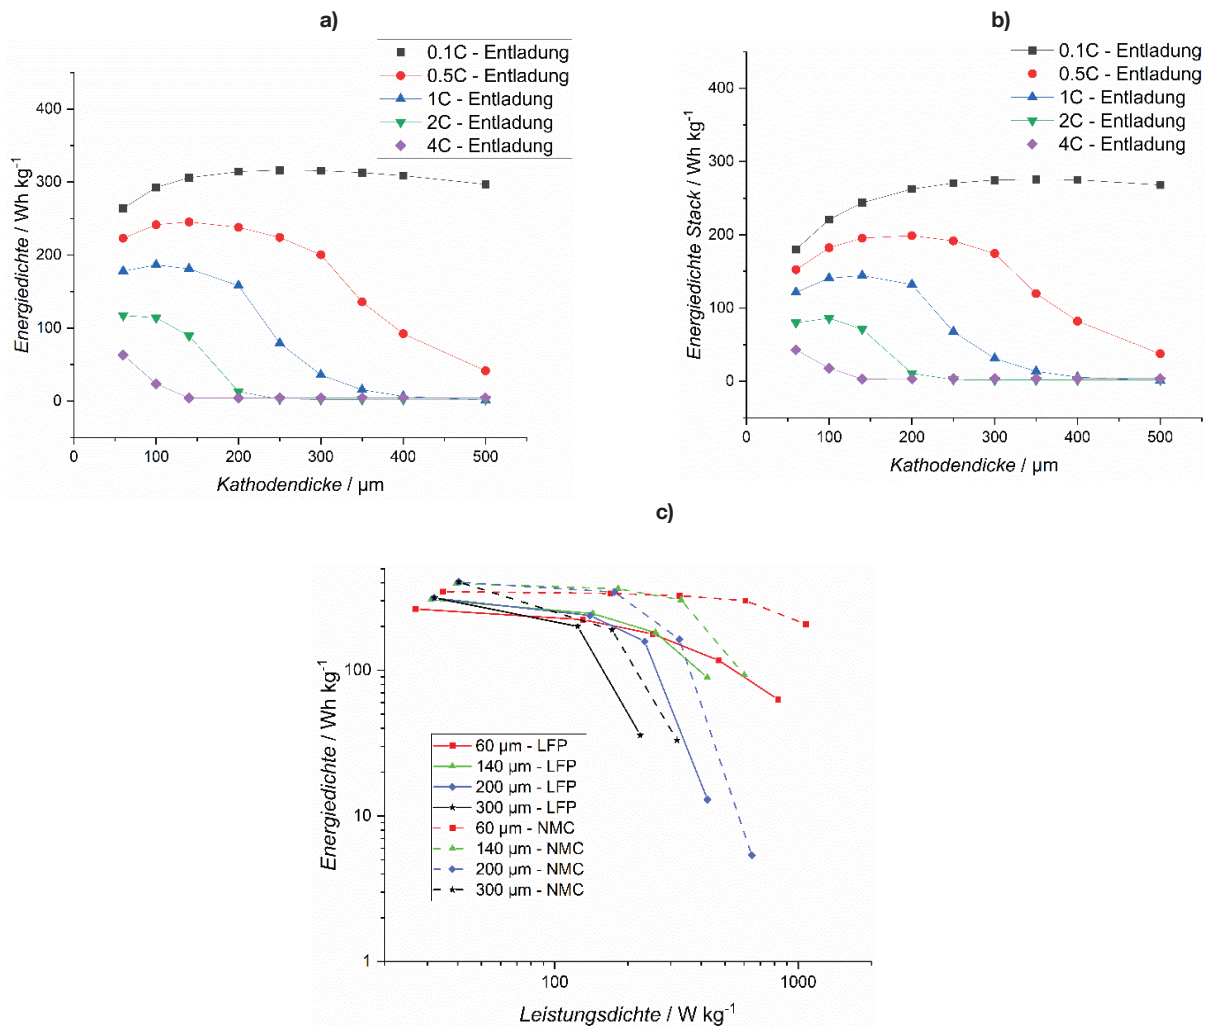 a)
0.1C - Entladung
0.5C - Entladung
1C - Entladung
2C - Entladung
4C - Entladung
400
300
200
100
0
Energiedichte / Wh kg⁻¹
0 100 200 300 400 500
Kathodendicke / µm
b)
0.1C - Entladung
0.5C - Entladung
1C - Entladung
2C - Entladung
4C - Entladung
400
300
200
100
0
Energiedichte Stack / Wh kg⁻¹
0 100 200 300 400 500
Kathodendicke / µm
c)
100
10
1
Energiedichte / Wh kg⁻¹
60 µm - LFP
140 µm - LFP
200 µm - LFP
300 µm - LFP
60 µm - NMC
140 µm - NMC
200 µm - NMC
300 µm - NMC
100 1000
Leistungsdichte / W kg⁻¹